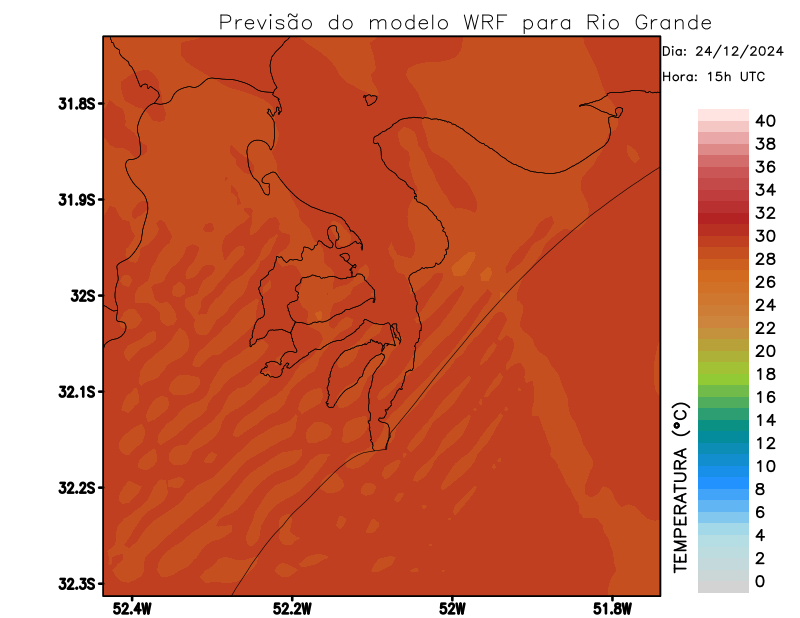 Previsão do modelo WRF para Rio Grande
Dia: 24/12/2024
Hora: 15h UTC
31.8S
31.9S
32S
32.1S
32.2S
32.3S
52.4W
52.2W
52W
51.8W
TEMPERATURA (°C)
40
38
36
34
32
30
28
26
24
22
20
18
16
14
12
10
8
6
4
2
0